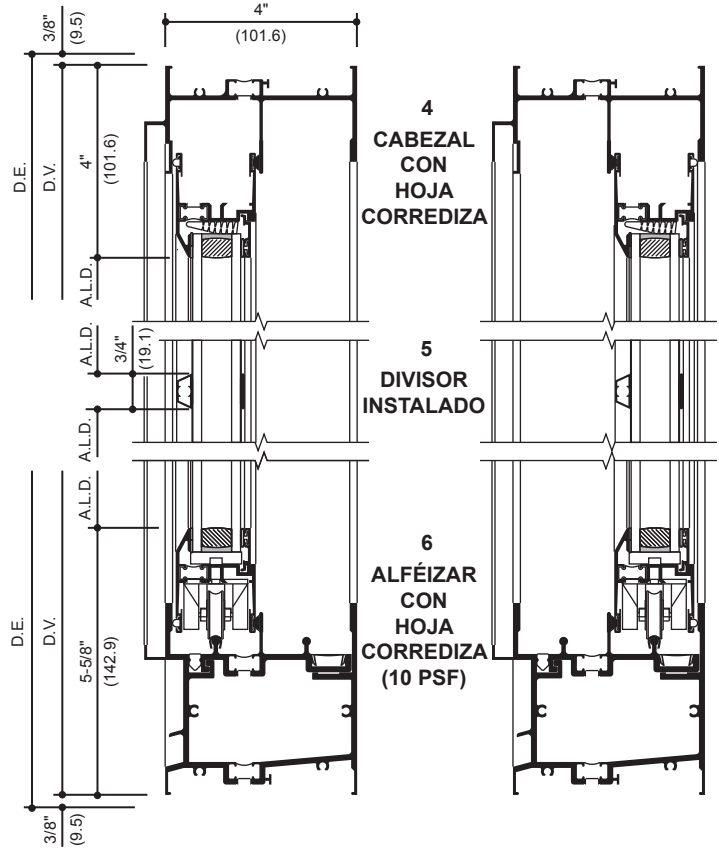 3/8"
(9.5)
4"
(101.6)
D.E.
D.V.
4"
(101.6)
A.L.D.
4
CABEZAL
CON
HOJA
CORREDIZA
A.L.D.
3/4"
(19.1)
A.L.D.
5
DIVISOR
INSTALADO
A.L.D.
D.E.
D.V.
5-5/8"
(142.9)
6
ALFÉIZAR
CON
HOJA
CORREDIZA
(10 PSF)
3/8"
(9.5)